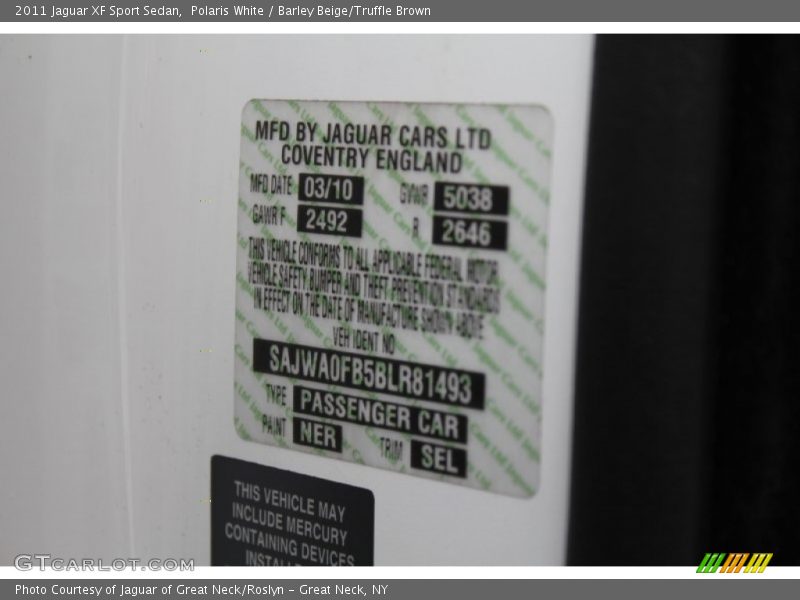 2011 Jaguar XF Sport Sedan,  Polaris White / Barley Beige/Truffle Brown
MFD BY JAGUAR CARS LTD
COVENTRY ENGLAND
MFD DATE 03/10 GVWR 5038
GAWR F 2492 R 2646
THIS VEHICLE CONFORMS TO ALL APPLICABLE FEDERAL MOTOR
VEHICLE SAFETY BUMPER AND THEFT PREVENTION STANDARDS
IN EFFECT ON THE DATE OF MANUFACTURE SHOWN ABOVE
VEH IDENT NO
SAJWA0FB5BLR81493
TYPE PASSENGER CAR
PAINT NER TRIM SEL
THIS VEHICLE MAY
INCLUDE MERCURY
CONTAINING DEVICES
GTCarLot.com
Photo Courtesy of Jaguar of Great Neck/Roslyn – Great Neck, NY